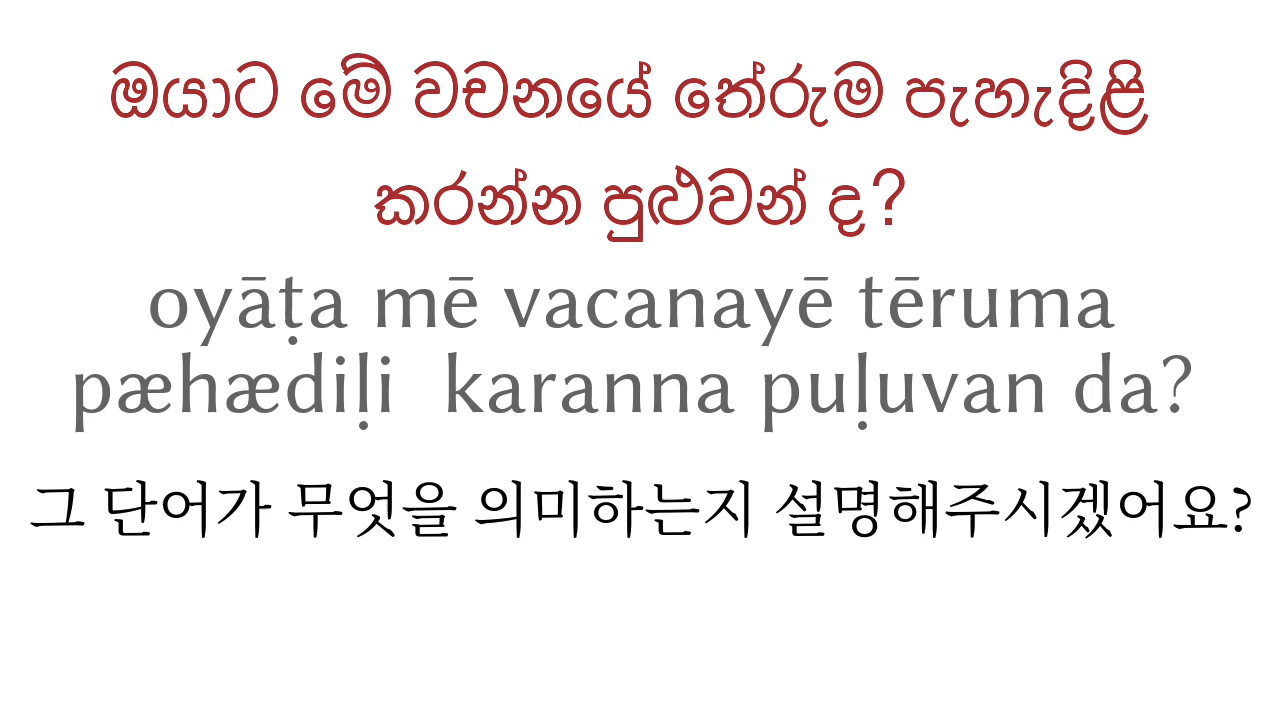 ඔයාට මේ වචනයේ තේරුම පැහැදිළි
කරන්න පුළුවන් ද?
oyāṭa mē vacanayē tēruma
pæhædiḷi  karanna puḷuvan da?
그 단어가 무엇을 의미하는지 설명해주시겠어요?